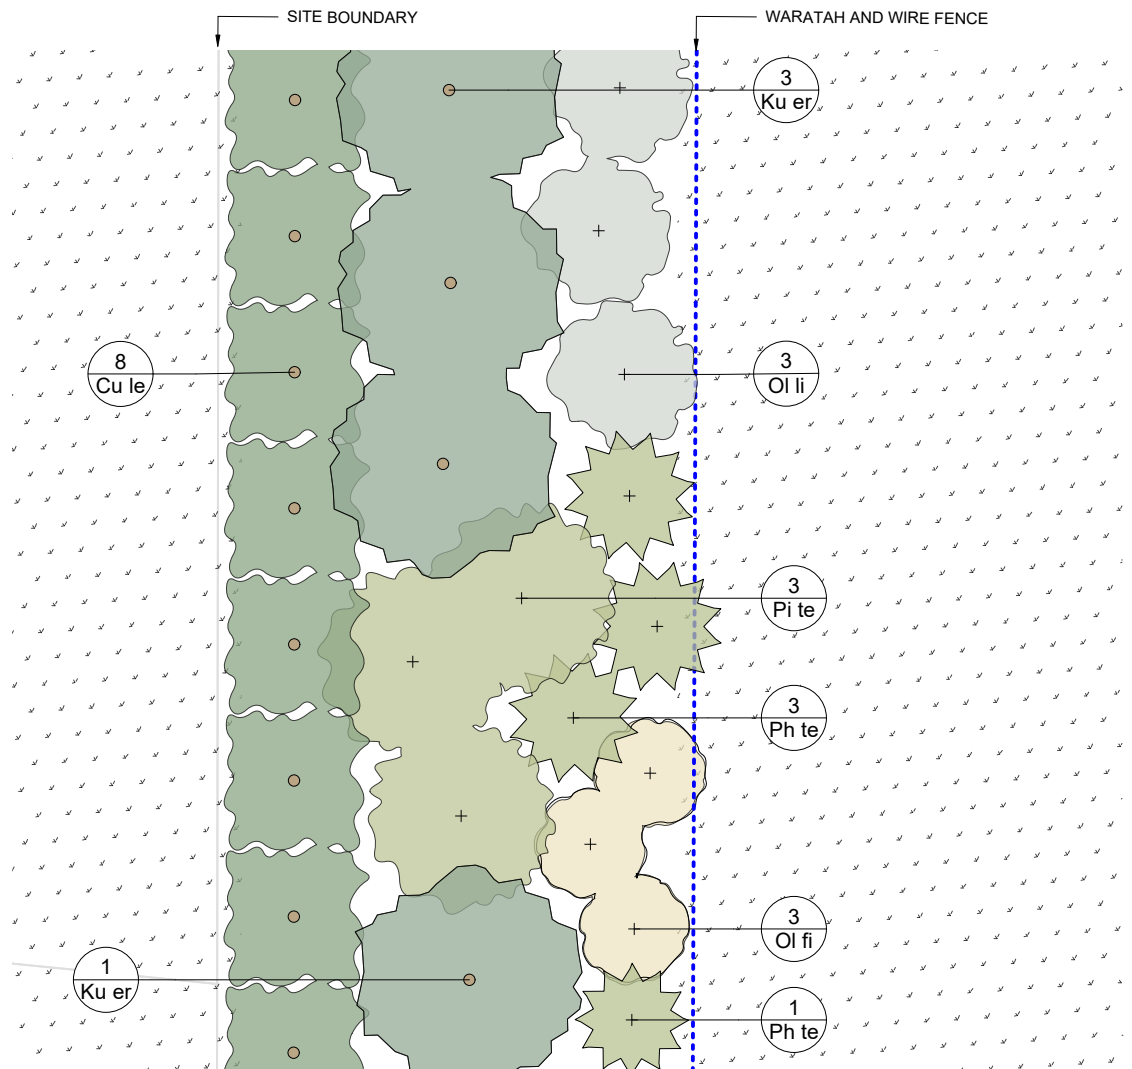 SITE BOUNDARY
WARATAH AND WIRE FENCE
3
Ku er
8
Cu le
3
Ol li
3
Pi te
3
Ph te
3
Ol fi
1
Ku er
1
Ph te